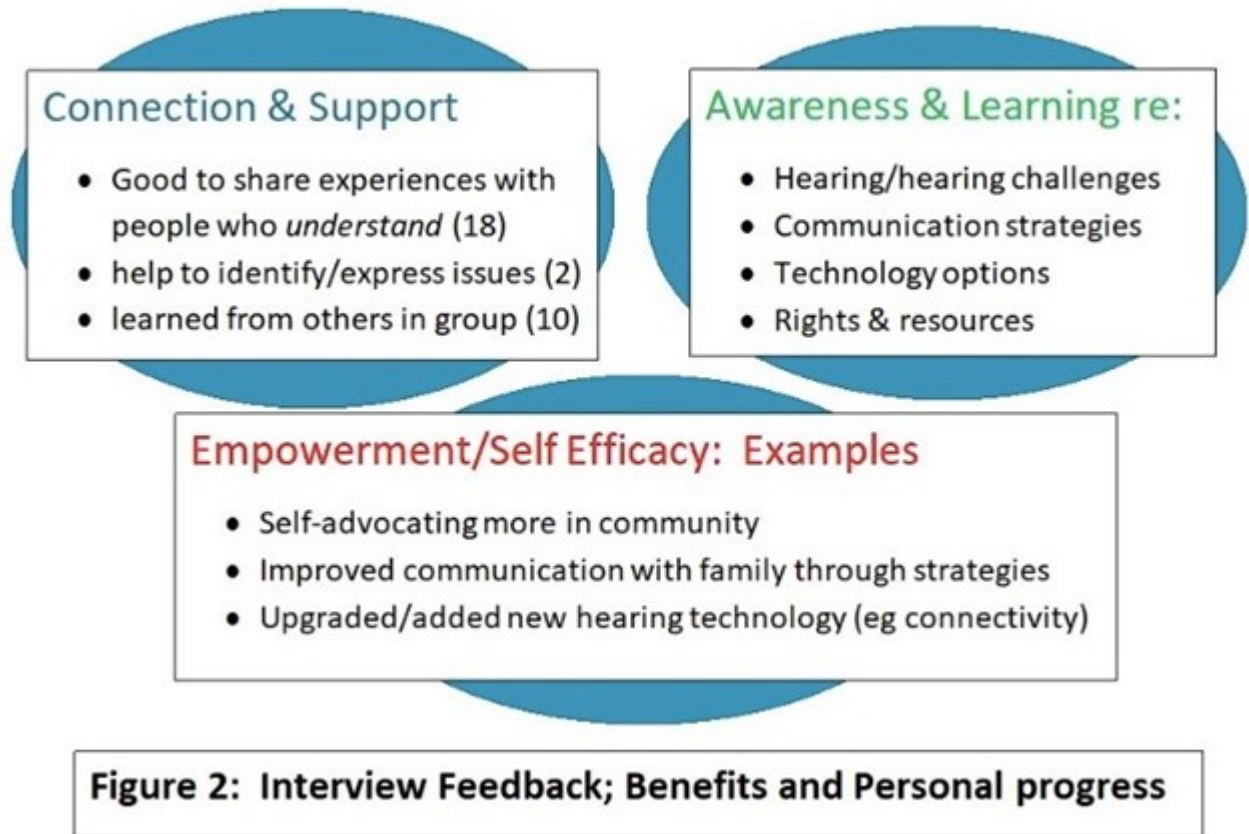 Connection & Support
• Good to share experiences with
people who understand (18)
• help to identify/express issues (2)
• learned from others in group (10)
Awareness & Learning re:
• Hearing/hearing challenges
• Communication strategies
• Technology options
• Rights & resources
Empowerment/Self Efficacy: Examples
• Self-advocating more in community
• Improved communication with family through strategies
• Upgraded/added new hearing technology (eg connectivity)
Figure 2: Interview Feedback; Benefits and Personal progress